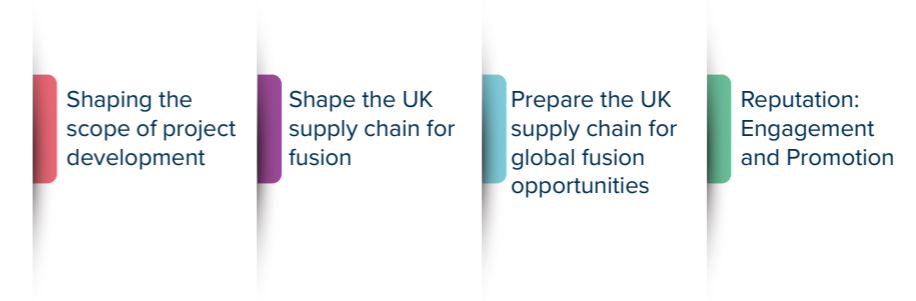 Shaping the
scope of project
development
Shape the UK
supply chain for
fusion
Prepare the UK
supply chain for
global fusion
opportunities
Reputation:
Engagement
and Promotion